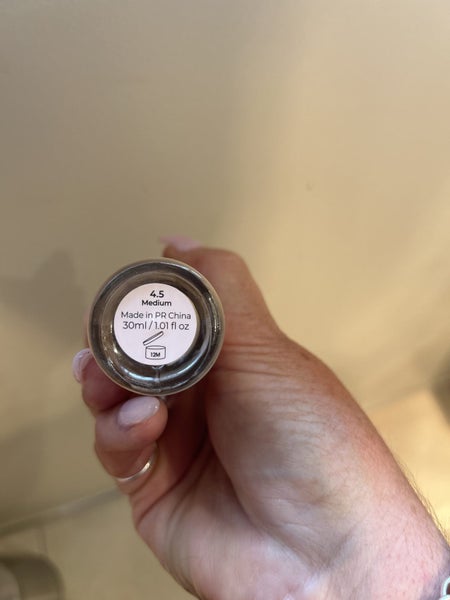 4.5
Medium
Made in PR China
30ml / 1.01 fl oz
12M